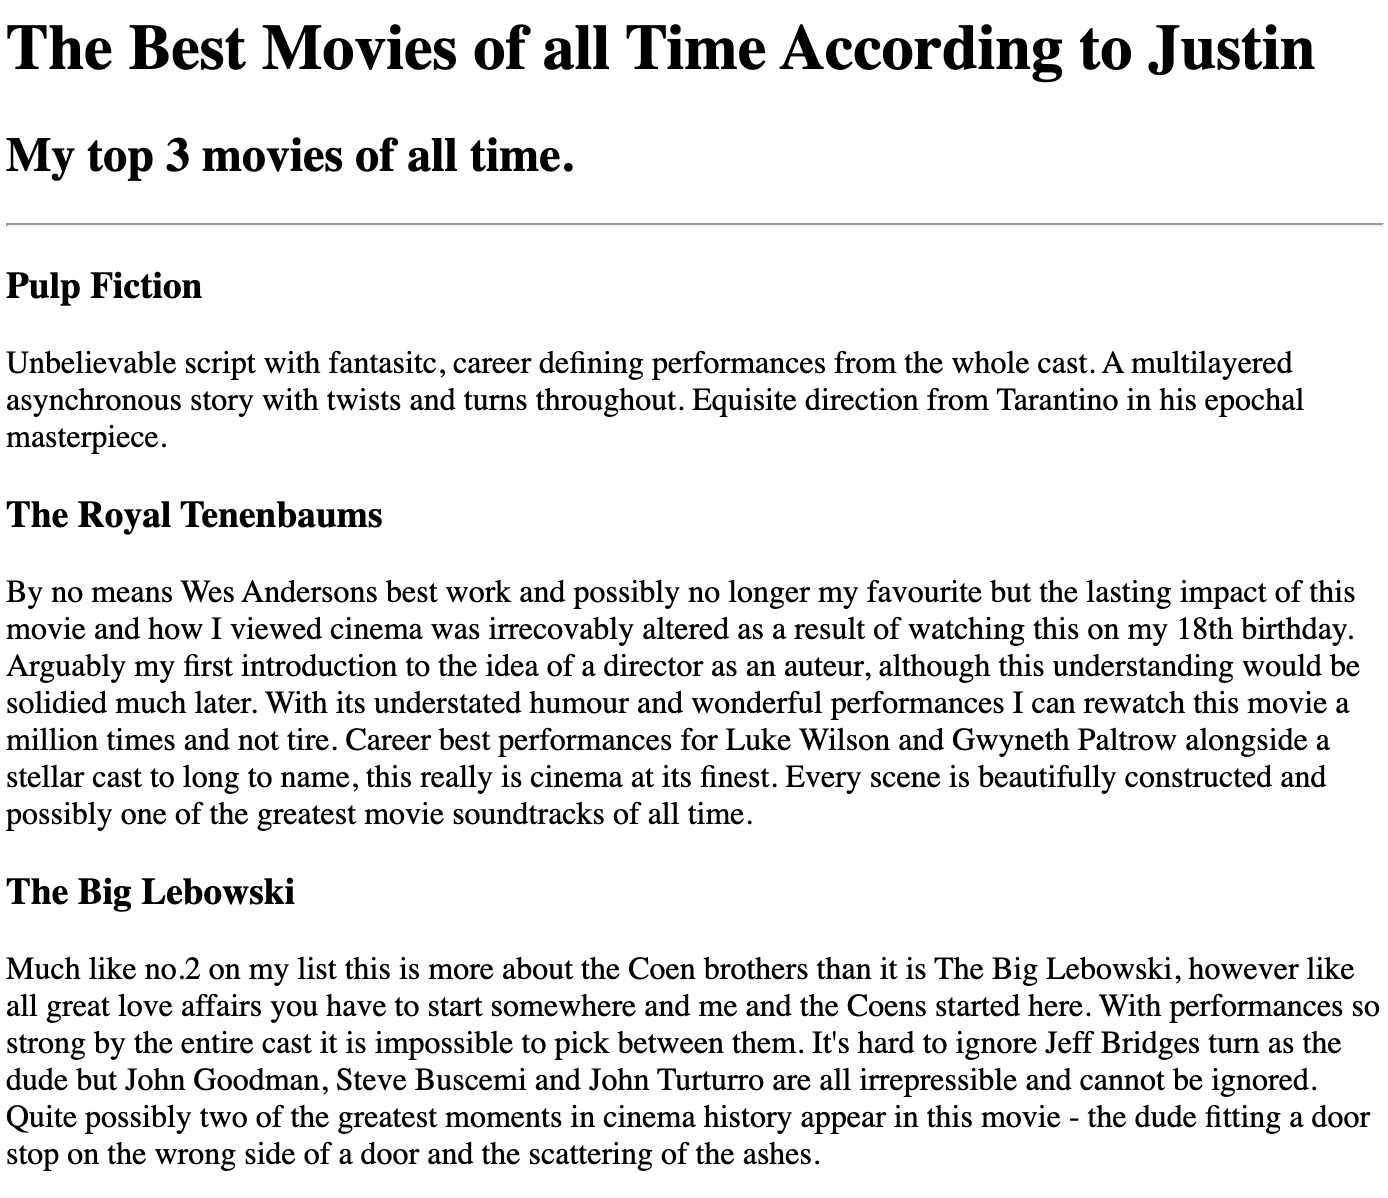 The Best Movies of all Time According to Justin
My top 3 movies of all time.
Pulp Fiction
Unbelievable script with fantasitc, career defining performances from the whole cast. A multilayered
asynchronous story with twists and turns throughout. Equisite direction from Tarantino in his epochal
masterpiece.
The Royal Tenenbaums
By no means Wes Andersons best work and possibly no longer my favourite but the lasting impact of this
movie and how I viewed cinema was irrecovably altered as a result of watching this on my 18th birthday.
Arguably my first introduction to the idea of a director as an auteur, although this understanding would be
solidied much later. With its understated humour and wonderful performances I can rewatch this movie a
million times and not tire. Career best performances for Luke Wilson and Gwyneth Paltrow alongside a
stellar cast to long to name, this really is cinema at its finest. Every scene is beautifully constructed and
possibly one of the greatest movie soundtracks of all time.
The Big Lebowski
Much like no.2 on my list this is more about the Coen brothers than it is The Big Lebowski, however like
all great love affairs you have to start somewhere and me and the Coens started here. With performances so
strong by the entire cast it is impossible to pick between them. It's hard to ignore Jeff Bridges turn as the
dude but John Goodman, Steve Buscemi and John Turturro are all irrepressible and cannot be ignored.
Quite possibly two of the greatest moments in cinema history appear in this movie - the dude fitting a door
stop on the wrong side of a door and the scattering of the ashes.